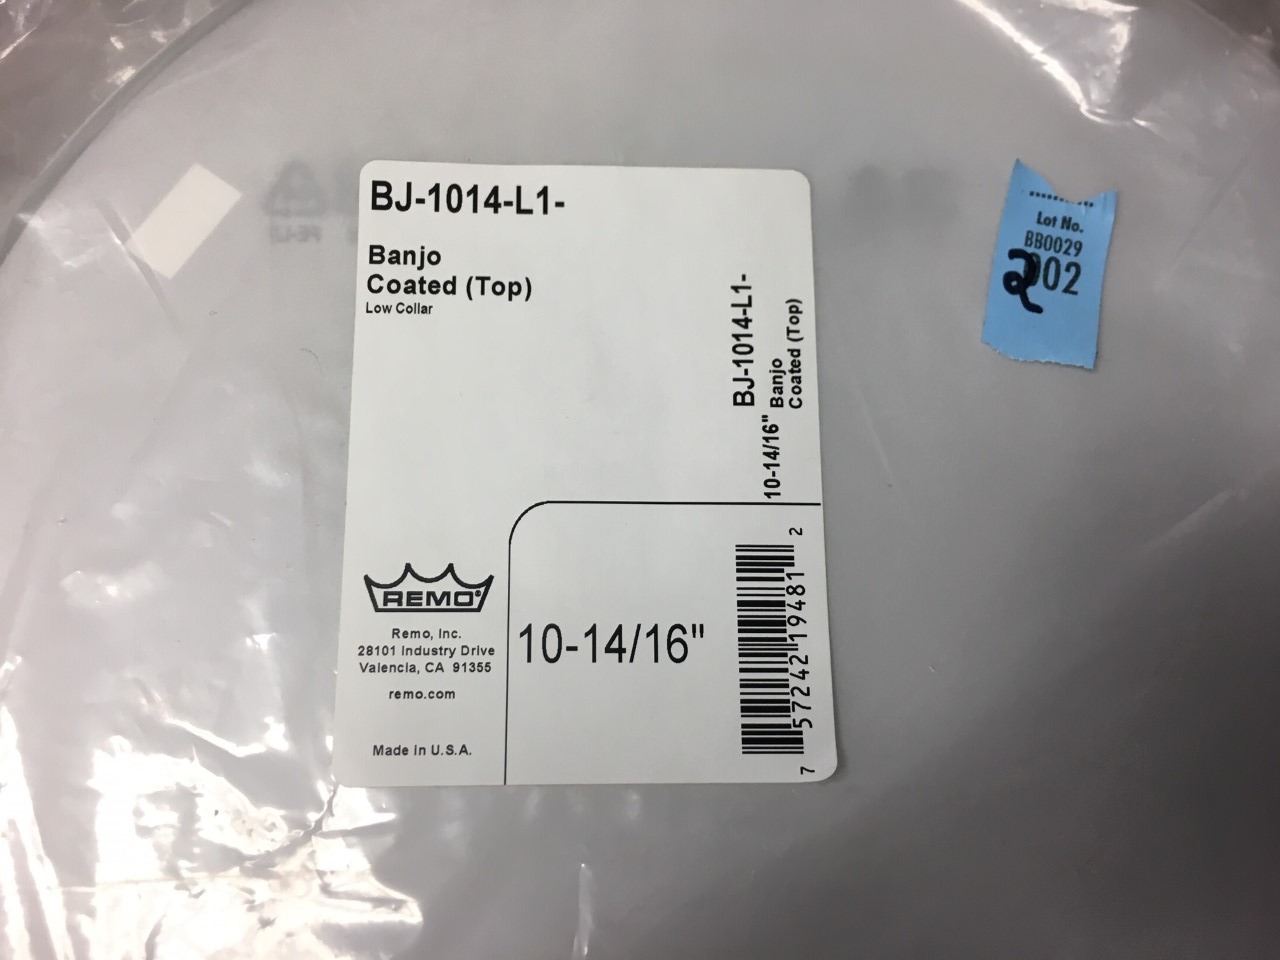 BJ-1014-L1-
Banjo
Coated (Top)
Low Collar
BJ-1014-L1-
10-14/16" Banjo
Coated (Top)
REMO®
Remo, Inc.
28101 Industry Drive
Valencia, CA 91355
remo.com
Made in U.S.A.
10-14/16"
7 57242 19481 2
Lot No.
BB0029
2
002